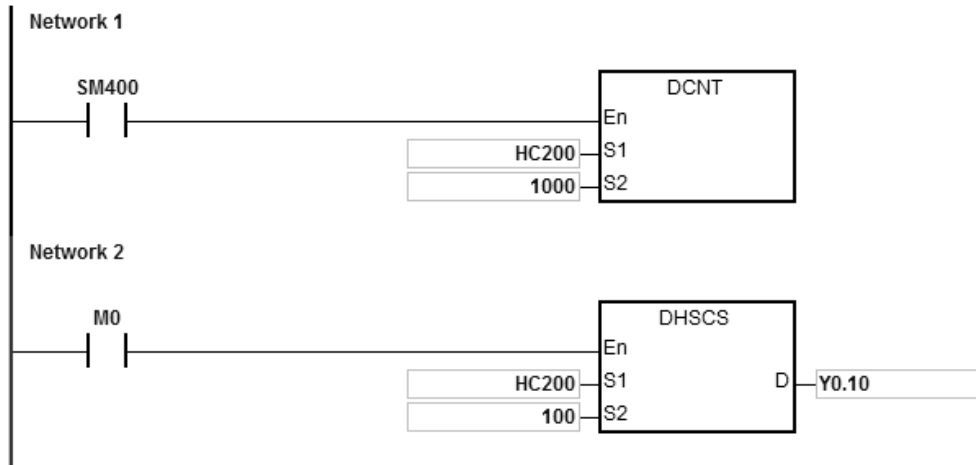 Network 1
SM400
DCNT
En
HC200 S1
1000 S2
Network 2
M0
DHSCS
En
HC200 S1 D Y0.10
100 S2